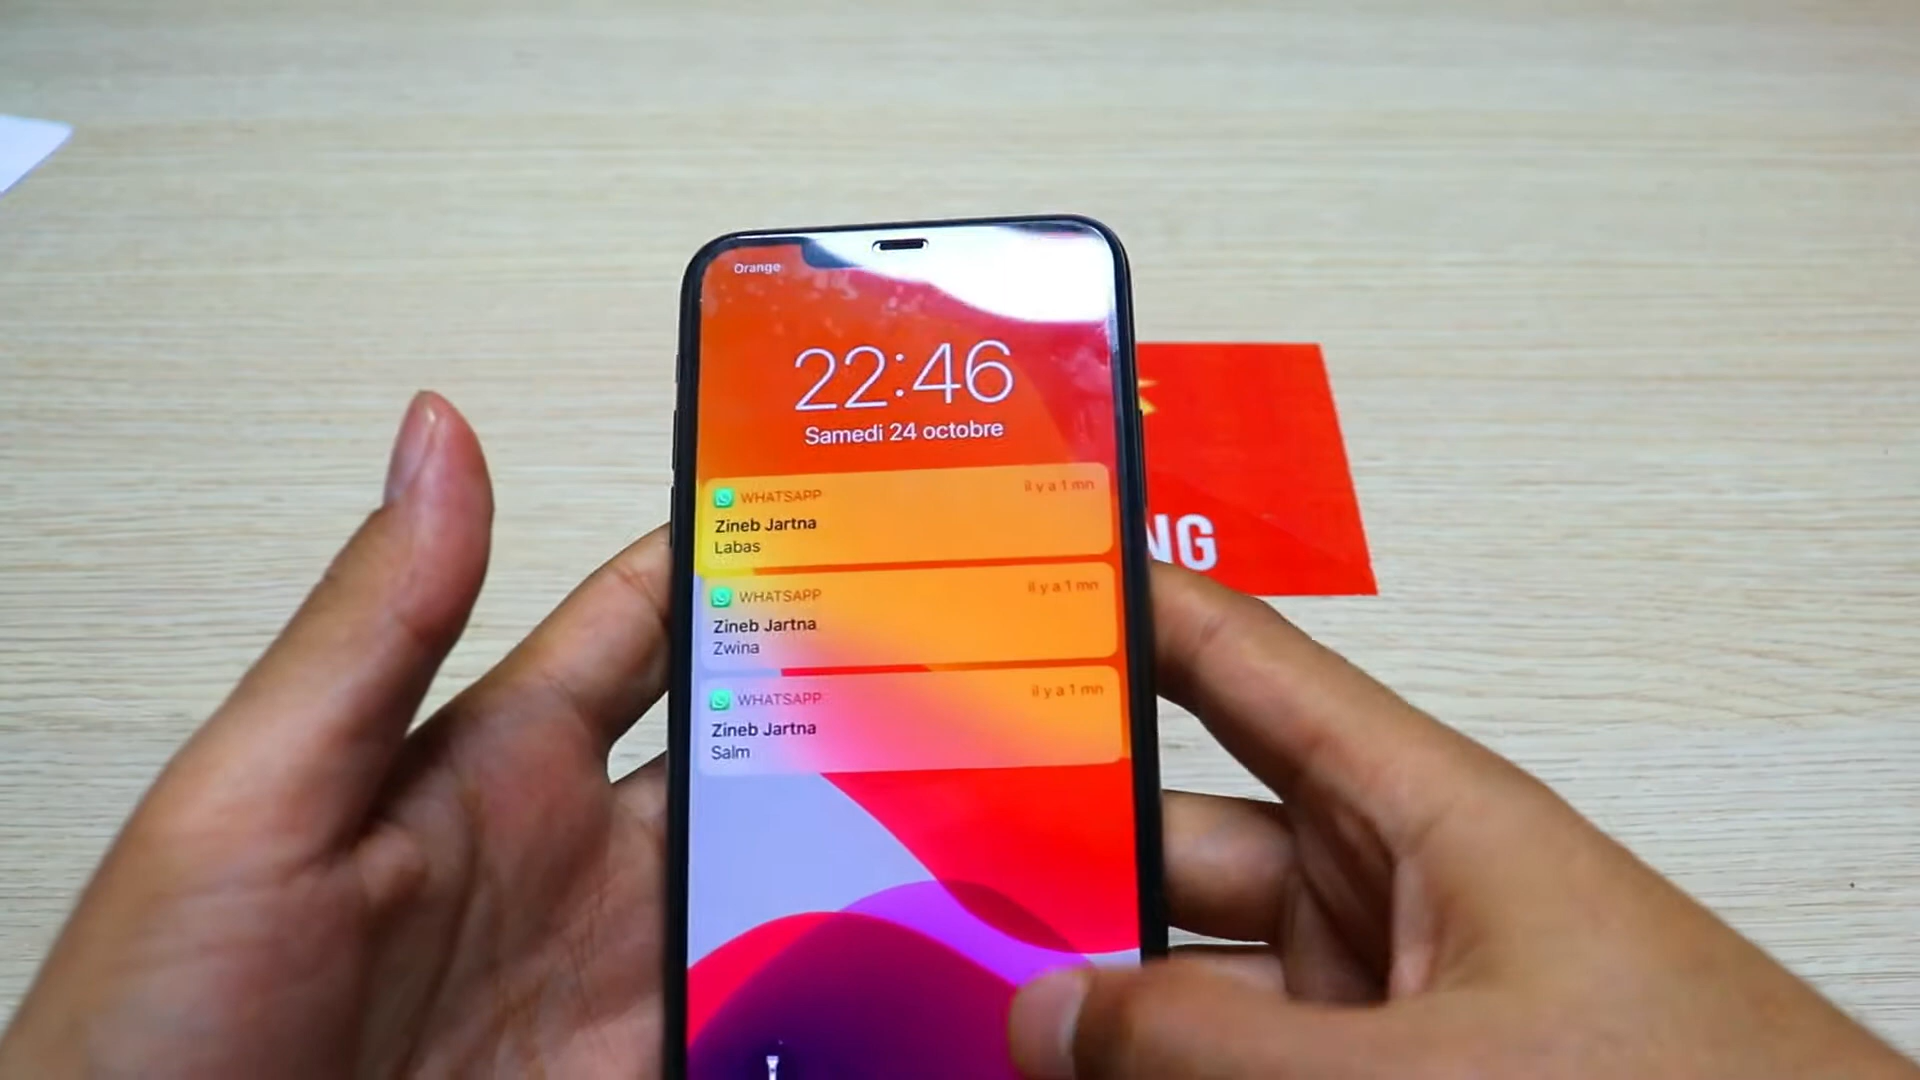 Orange
22:46
Samedi 24 octobre
WHATSAPP
il y a 1 mn
Zineb Jartna
Labas
WHATSAPP
il y a 1 mn
Zineb Jartna
Zwina
WHATSAPP
il y a 1 mn
Zineb Jartna
Salm
NG